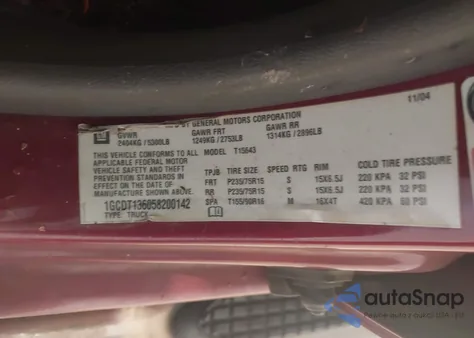 11/04
GENERAL MOTORS CORPORATION
GM GVWR GAWR FRT GAWR RR
1249KG / 2753LB 1314KG / 2896LB
THIS VEHICLE CONFORMS TO ALL MODEL T15643
APPLICABLE FEDERAL MOTOR
VEHICLE SAFETY AND THEFT TPJB TIRE SIZE SPEED RTG RIM COLD TIRE PRESSURE
PREVENTION STANDARDS FRT P235/75R15 S 15X6.5J 220 KPA 32 PSI
IN EFFECT ON THE DATE OF RR P235/75R15 S 15X6.5J 220 KPA 32 PSI
MANUFACTURE SHOWN ABOVE. SPA T155/90R16 M 16X4T 420 KPA 60 PSI
1GCDT136058200142
TYPE: TRUCK
autoSnap